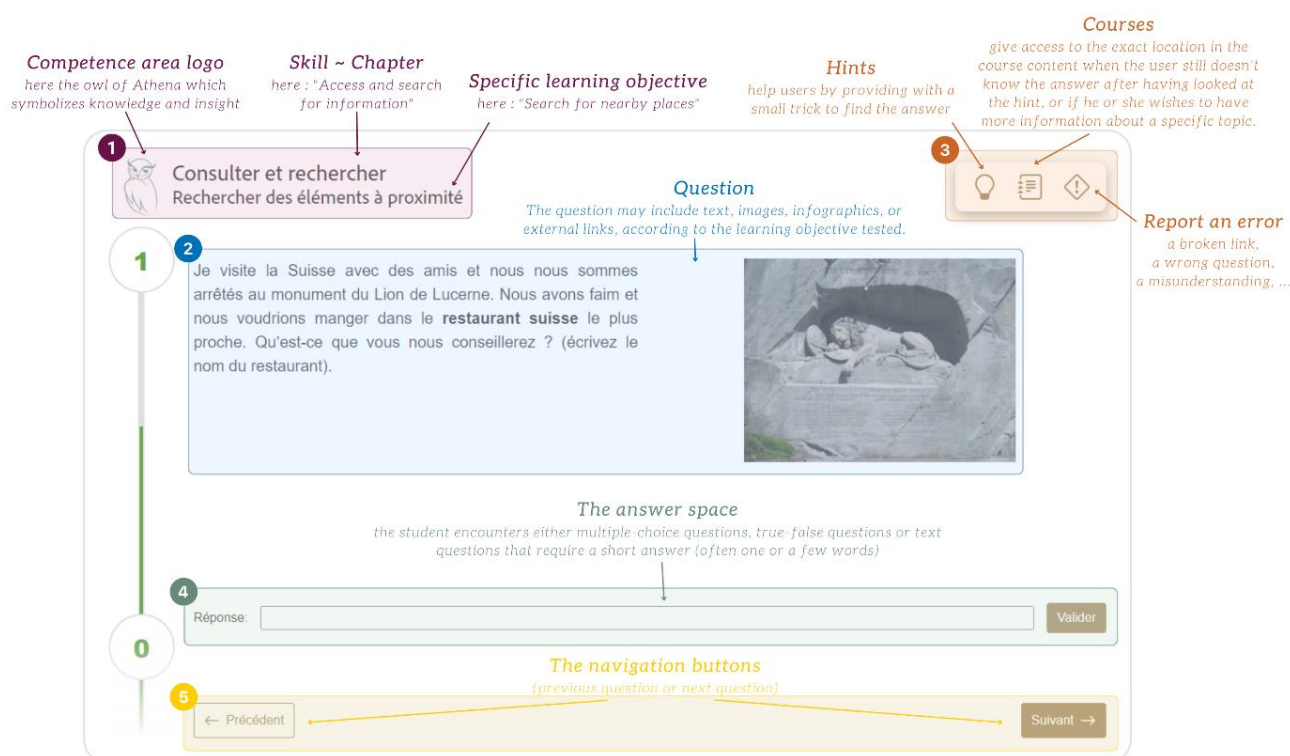 Courses
give access to the exact location in the
course content when the user still doesn't
know the answer after having looked at
the hint, or if he or she wishes to have
more information about a specific topic.
Competence area logo
here the owl of Athena which
symbolizes knowledge and insight
Skill ~ Chapter
here : "Access and search
for information"
Specific learning objective
here : "Search for nearby places"
Hints
help users by providing with a
small trick to find the answer
1
Consulter et rechercher
Rechercher des éléments à proximité
3
Report an error
a broken link,
a wrong question,
a misunderstanding, ...
Question
The question may include text, images, infographics, or
external links, according to the learning objective tested.
1
2
Je visite la Suisse avec des amis et nous nous sommes
arrêtés au monument du Lion de Lucerne. Nous avons faim et
nous voudrions manger dans le restaurant suisse le plus
proche. Qu'est-ce que vous nous conseillerez ? (écrivez le
nom du restaurant).
The answer space
the student encounters either multiple-choice questions, true-false questions or text
questions that require a short answer (often one or a few words)
4
Réponse:
Valider
0
The navigation buttons
(previous question or next question)
5
← Précédent
Suivant →